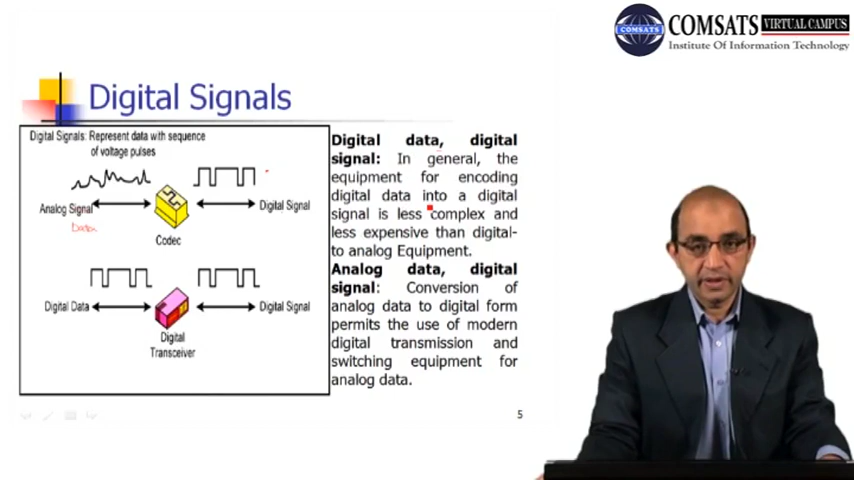 COMSATS
COMSATS VIRTUAL CAMPUS
Institute Of Information Technology
Digital Signals
Digital Signals: Represent data with sequence
of voltage pulses
Analog Signal
Data
Digital Signal
Codec
Digital Data
Digital Signal
Digital
Transceiver
Digital data, digital
signal: In general, the
equipment for encoding
digital data into a digital
signal is less complex and
less expensive than digital-
to analog Equipment.
Analog data, digital
signal: Conversion of
analog data to digital form
permits the use of modern
digital transmission and
switching equipment for
analog data.
5